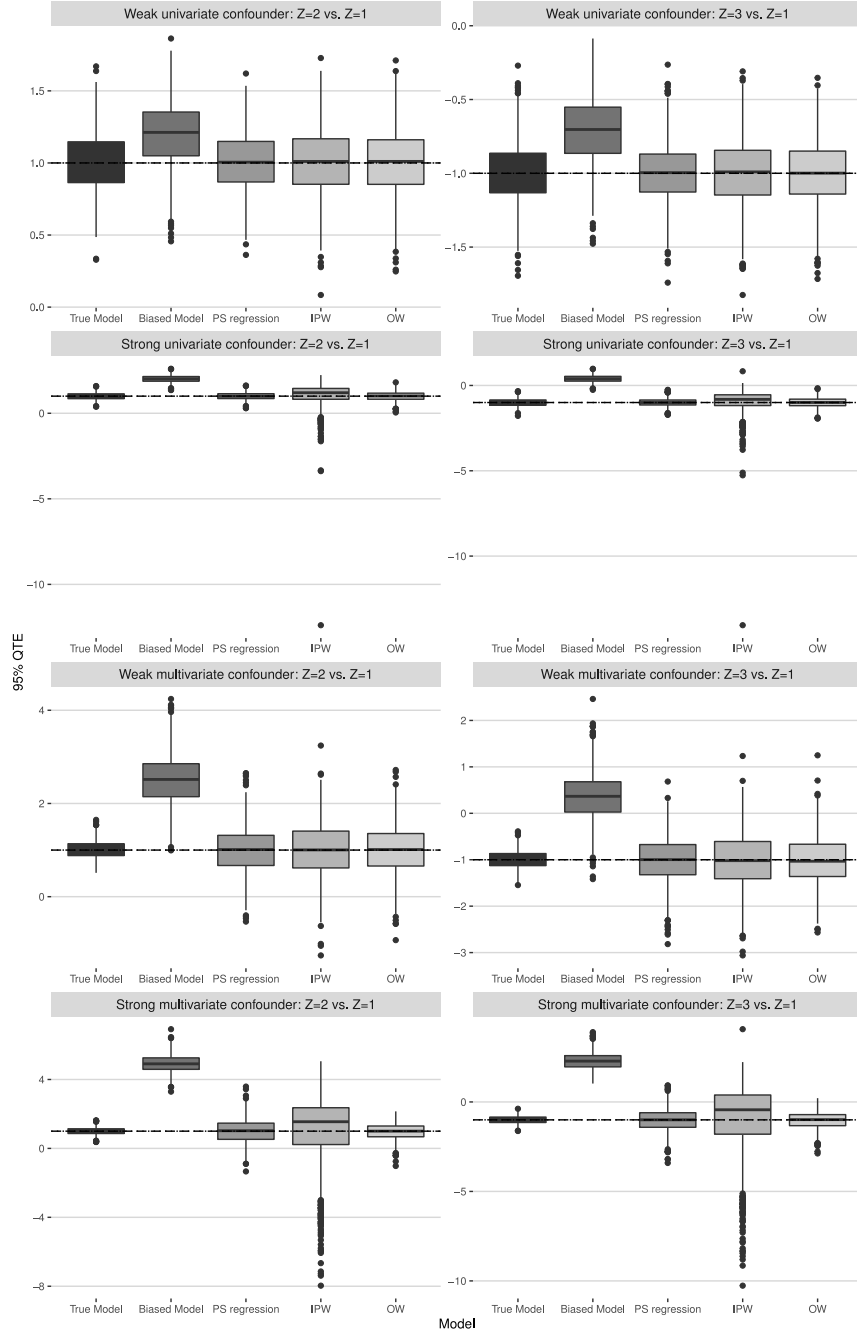 Weak univariate confounder: Z=2 vs. Z=1
Weak univariate confounder: Z=3 vs. Z=1
1.5
1.0
0.5
0.0
0.0
−0.5
−1.0
−1.5
True Model Biased Model PS regression IPW OW
True Model Biased Model PS regression IPW OW
Strong univariate confounder: Z=2 vs. Z=1
Strong univariate confounder: Z=3 vs. Z=1
0
−5
−10
0
−5
−10
True Model Biased Model PS regression IPW OW
True Model Biased Model PS regression IPW OW
95% QTE
Weak multivariate confounder: Z=2 vs. Z=1
Weak multivariate confounder: Z=3 vs. Z=1
4
2
0
2
1
0
−1
−2
−3
True Model Biased Model PS regression IPW OW
True Model Biased Model PS regression IPW OW
Strong multivariate confounder: Z=2 vs. Z=1
Strong multivariate confounder: Z=3 vs. Z=1
4
0
−4
−8
0
−5
−10
True Model Biased Model PS regression IPW OW
True Model Biased Model PS regression IPW OW
Model